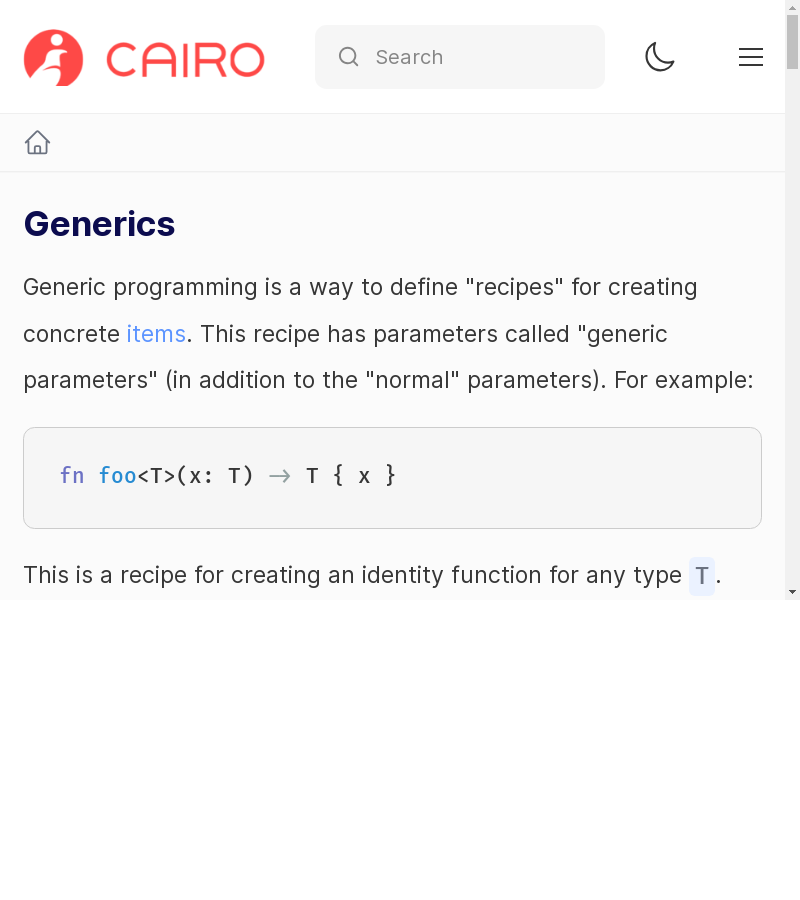 CAIRO
Search
Generics
Generic programming is a way to define "recipes" for creating
concrete items. This recipe has parameters called "generic
parameters" (in addition to the "normal" parameters). For example:
fn foo<T>(x: T) -> T { x }
This is a recipe for creating an identity function for any type T.